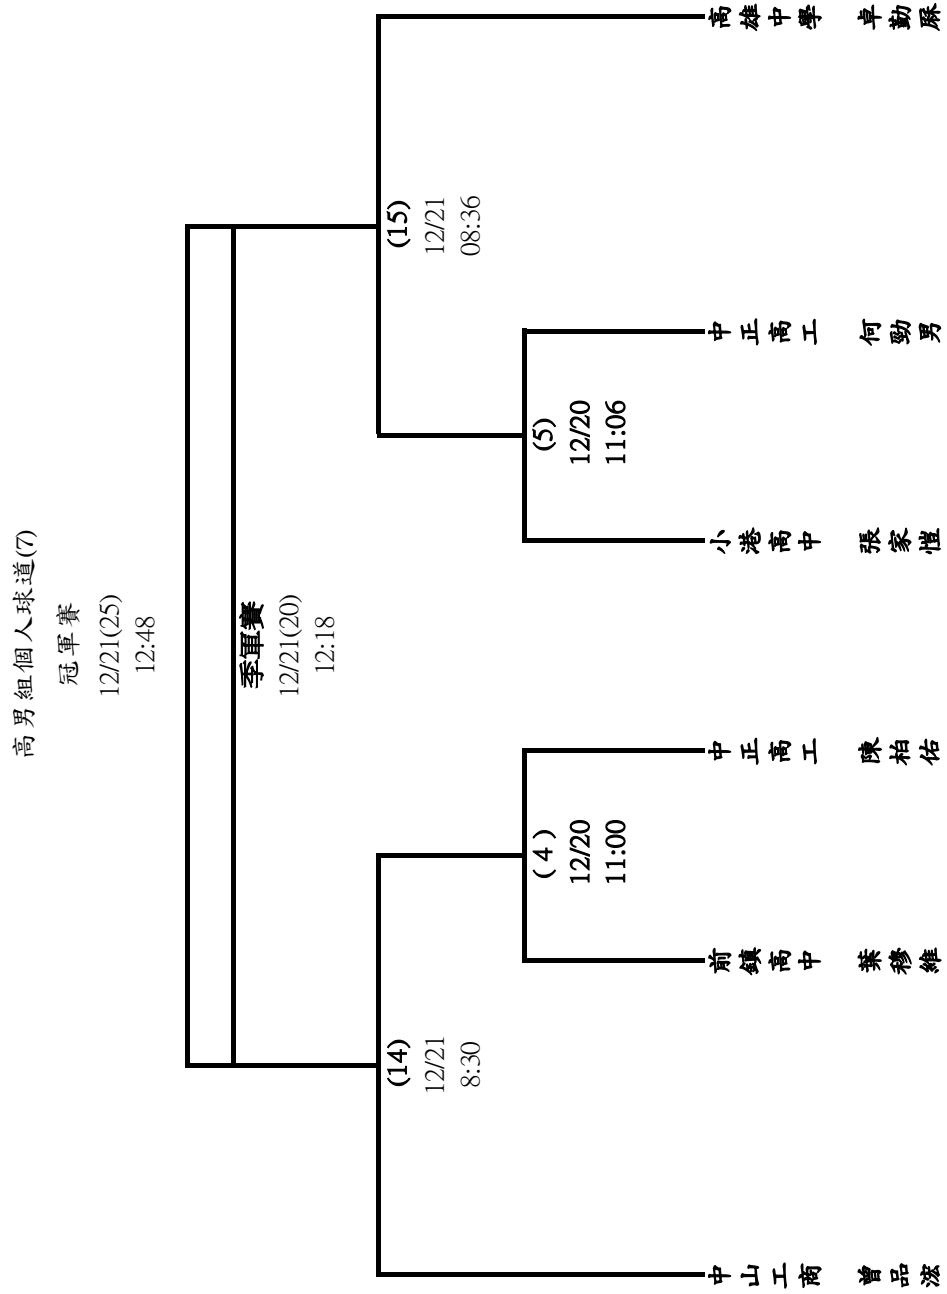 高男組個人球道(7)
冠軍賽
12/21(25)
12:48
季軍賽
12/21(20)
12:18
(14)
12/21
8:30
(15)
12/21
08:36
( 4 )
12/20
11:00
(5)
12/20
11:06
中山工商 曾品浤
前鎮高中 葉穆維
中正高工 陳柏佑
小港高中 張家愷
中正高工 何勁男
高雄中學 卓勤